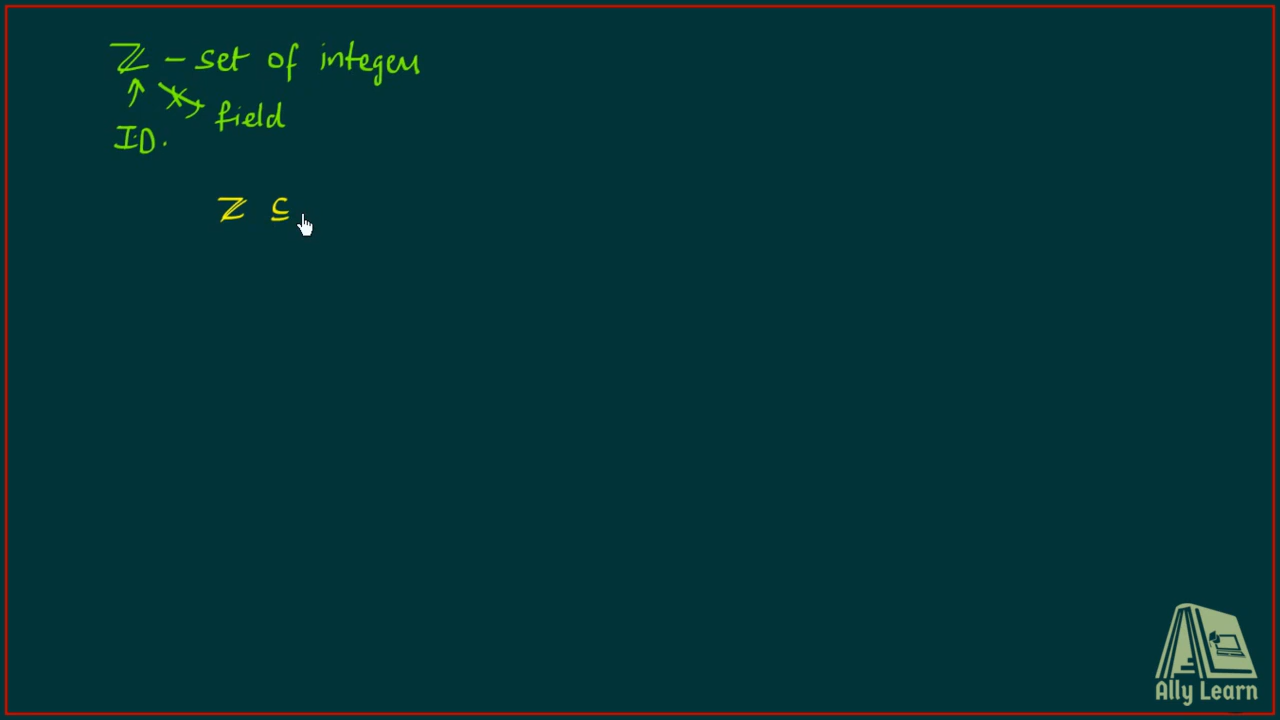 ℤ - set of integers
field
I.D.
ℤ ⊆
Ally Learn